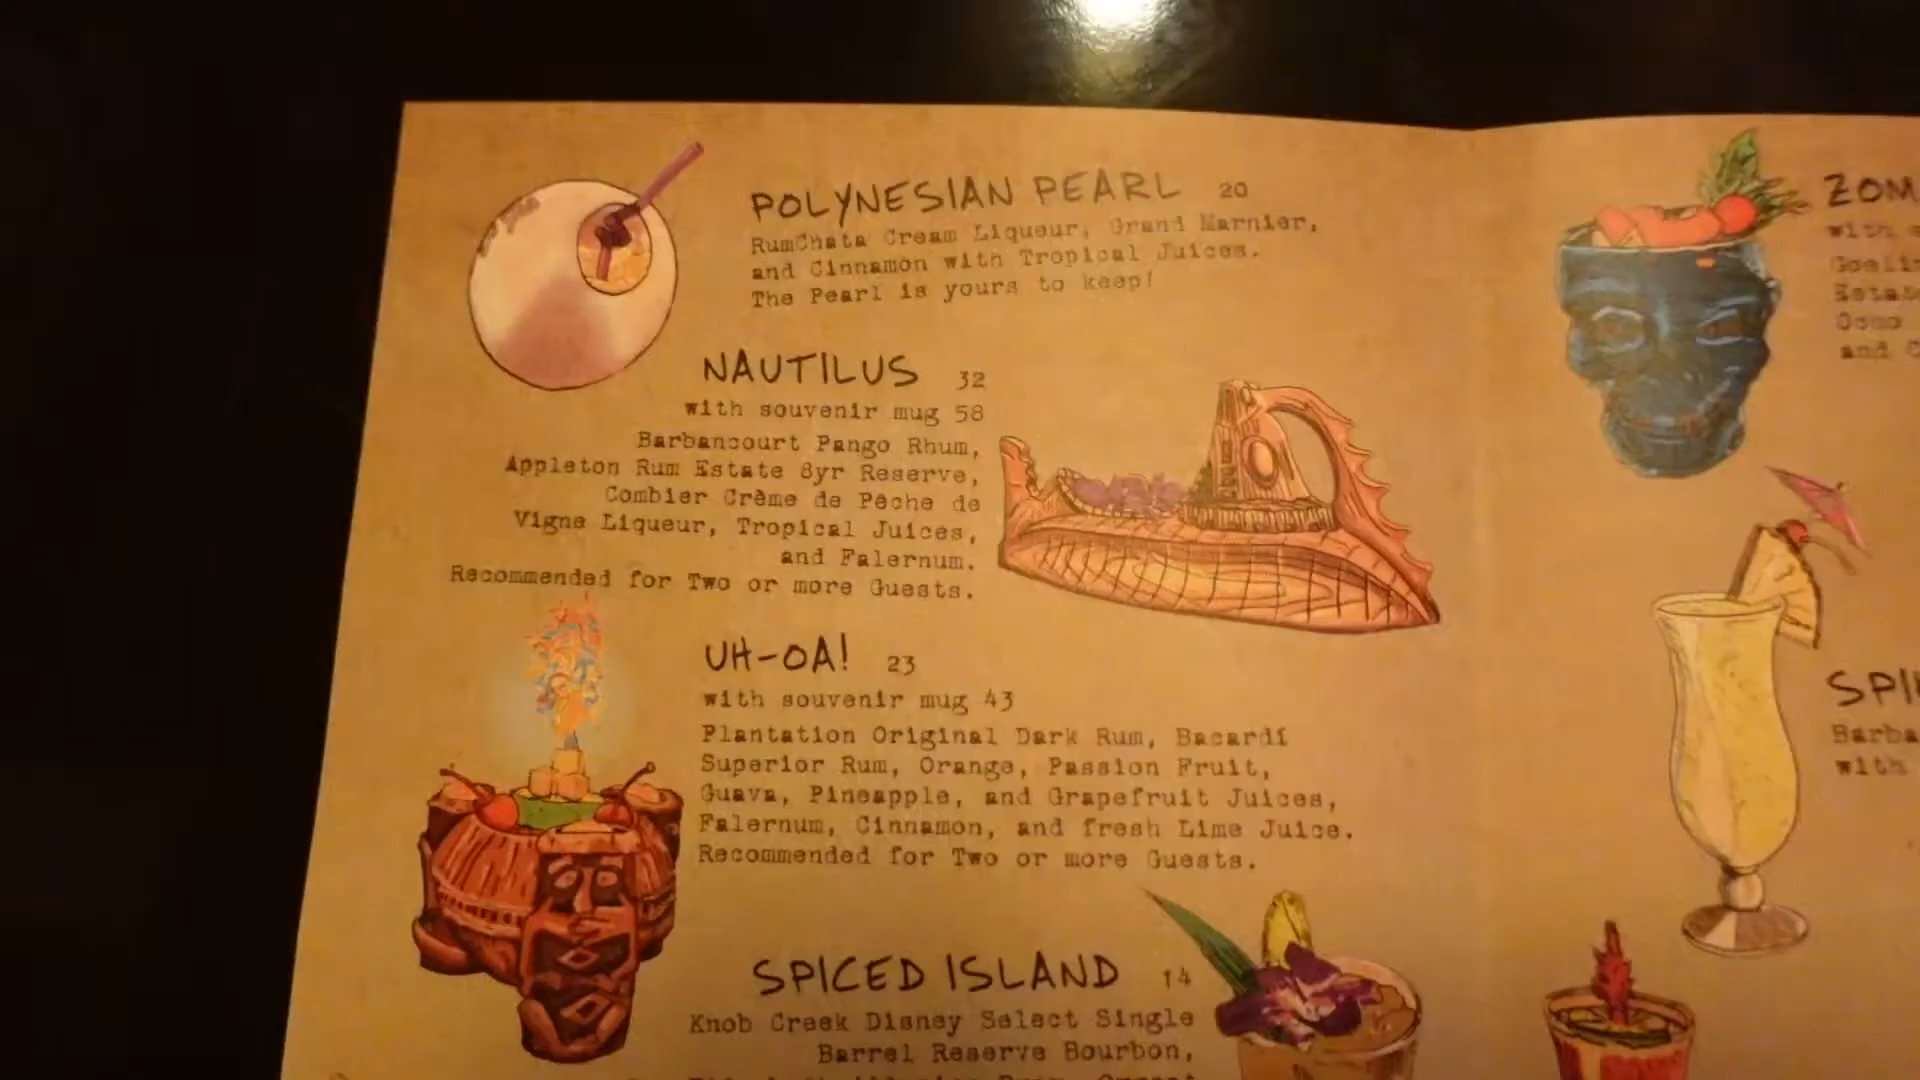 POLYNESIAN PEARL 20
RumChata Cream Liqueur, Grand Marnier,
and Cinnamon with Tropical Juices.
The Pearl is yours to keep!
NAUTILUS 32
with souvenir mug 58
Barbancourt Pango Rhum,
Appleton Rum Estate 8yr Reserve,
Combier Crème de Pêche de
Vigne Liqueur, Tropical Juices,
and Falernum.
Recommended for Two or more Guests.
UH-OA! 23
with souvenir mug 43
Plantation Original Dark Rum, Bacardí
Superior Rum, Orange, Passion Fruit,
Guava, Pineapple, and Grapefruit Juices,
Falernum, Cinnamon, and fresh Lime Juice.
Recommended for Two or more Guests.
SPICED ISLAND 14
Knob Creek Disney Select Single
Barrel Reserve Bourbon,
ZOM
with
and
with